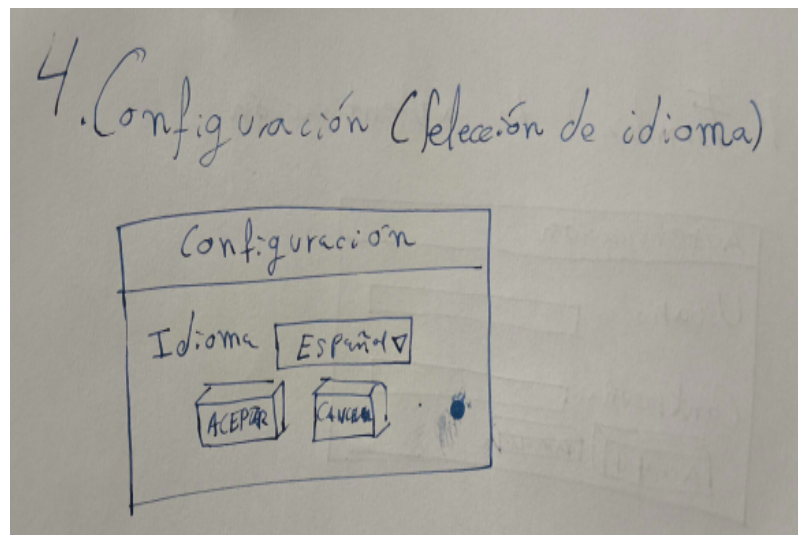 4. Configuración (Selección de idioma)
Configuración
Idioma Español
ACEPTAR CANCELAR